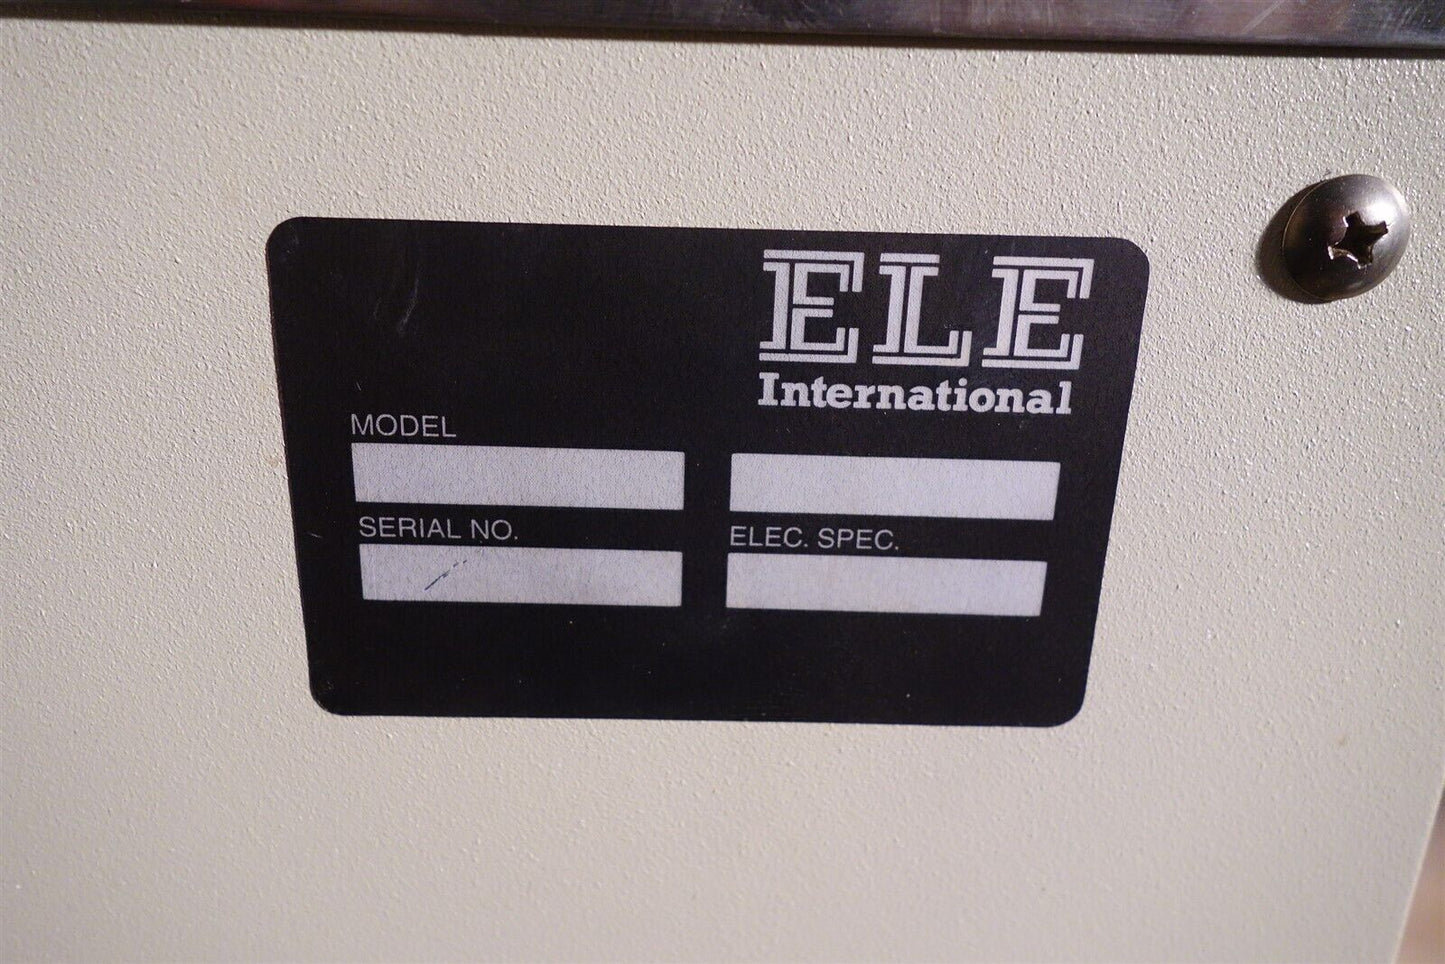 ELE
International
MODEL
SERIAL NO.
ELEC. SPEC.